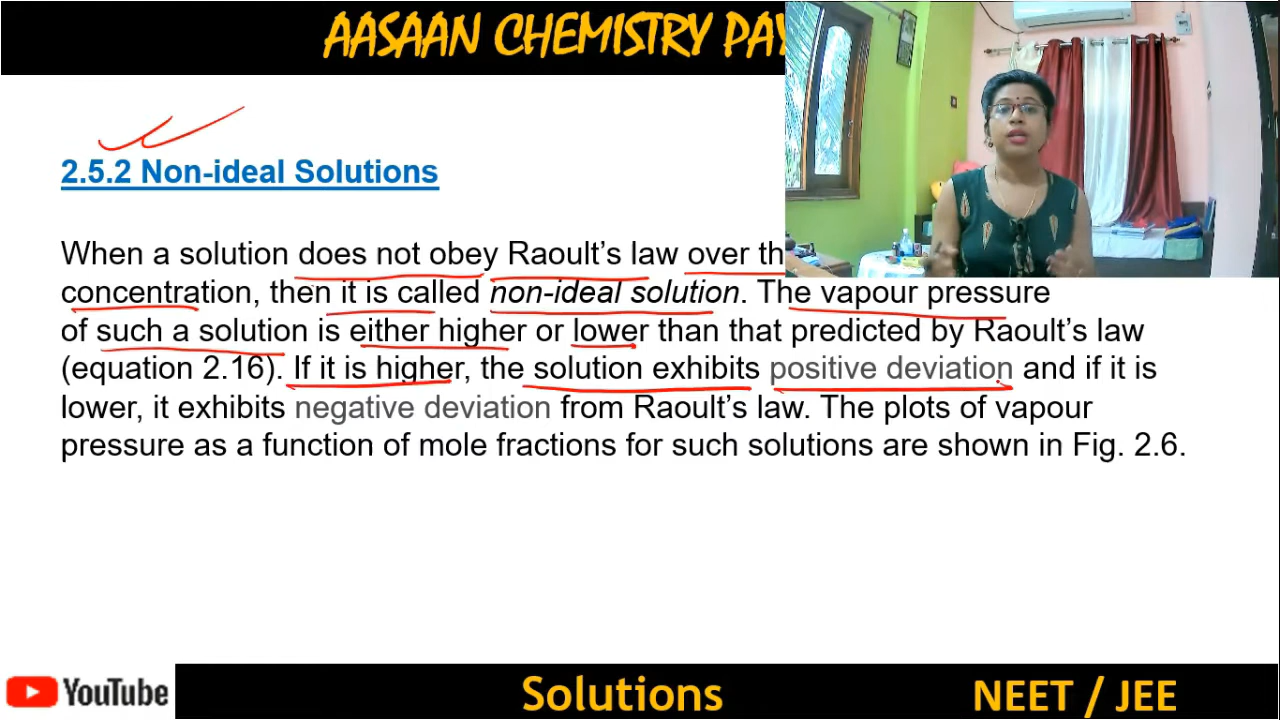 AASAAN CHEMISTRY PAY
2.5.2 Non-ideal Solutions
When a solution does not obey Raoult’s law over th
concentration, then it is called non-ideal solution. The vapour pressure
of such a solution is either higher or lower than that predicted by Raoult’s law
(equation 2.16). If it is higher, the solution exhibits positive deviation and if it is
lower, it exhibits negative deviation from Raoult’s law. The plots of vapour
pressure as a function of mole fractions for such solutions are shown in Fig. 2.6.
YouTube
Solutions
NEET / JEE